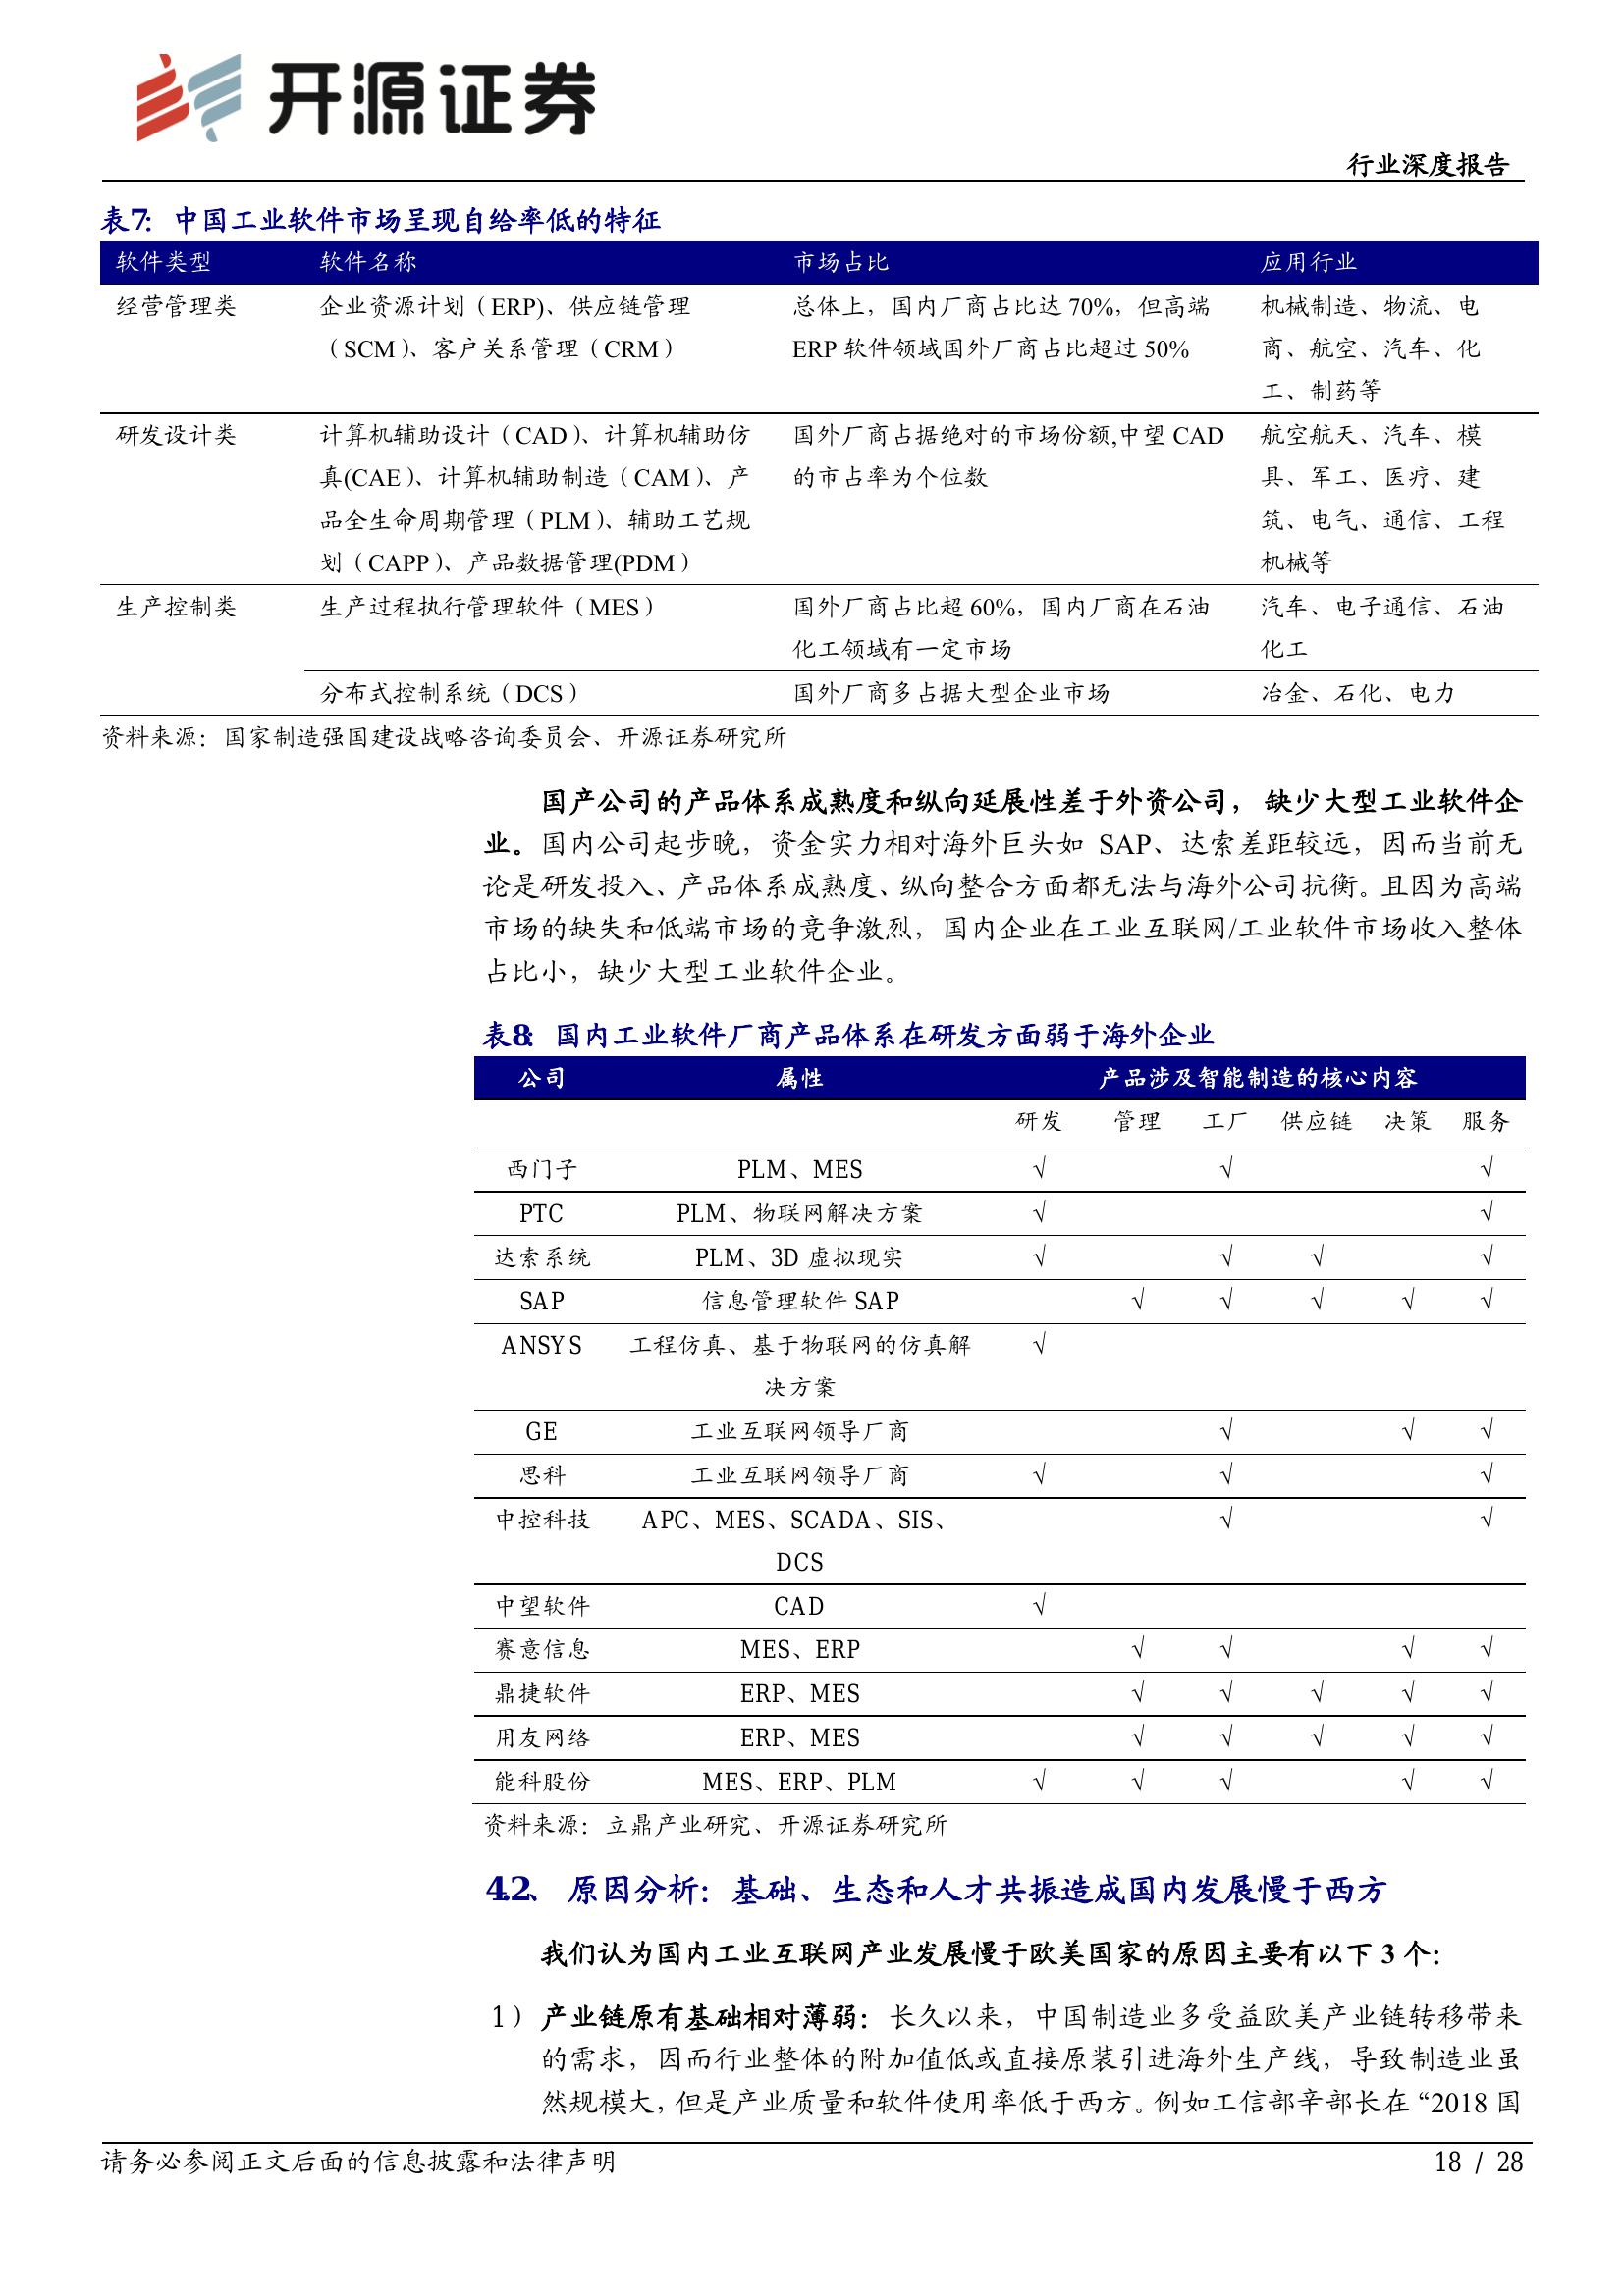 开源证券
行业深度报告
表7: 中国工业软件市场呈现自给率低的特征
软件类型 软件名称 市场占比 应用行业
经营管理类 企业资源计划（ERP)、供应链管理 总体上，国内厂商占比达 70%，但高端 机械制造、物流、电
（SCM）、客户关系管理（CRM） ERP 软件领域国外厂商占比超过 50% 商、航空、汽车、化
工、制药等
研发设计类 计算机辅助设计（CAD）、计算机辅助仿 国外厂商占据绝对的市场份额,中望 CAD 航空航天、汽车、模
真(CAE）、计算机辅助制造（CAM）、产 的市占率为个位数 具、军工、医疗、建
品全生命周期管理（PLM）、辅助工艺规 筑、电气、通信、工程
划（CAPP）、产品数据管理(PDM） 机械等
生产控制类 生产过程执行管理软件（MES） 国外厂商占比超 60%，国内厂商在石油 汽车、电子通信、石油
化工领域有一定市场 化工
分布式控制系统（DCS） 国外厂商多占据大型企业市场 冶金、石化、电力
资料来源：国家制造强国建设战略咨询委员会、开源证券研究所
国产公司的产品体系成熟度和纵向延展性差于外资公司， 缺少大型工业软件企
业。国内公司起步晚，资金实力相对海外巨头如 SAP、达索差距较远，因而当前无
论是研发投入、产品体系成熟度、纵向整合方面都无法与海外公司抗衡。且因为高端
市场的缺失和低端市场的竞争激烈，国内企业在工业互联网/工业软件市场收入整体
占比小，缺少大型工业软件企业。
表8: 国内工业软件厂商产品体系在研发方面弱于海外企业
公司 属性 产品涉及智能制造的核心内容
研发 管理 工厂 供应链 决策 服务
西门子 PLM、MES √ √ √
PTC PLM、物联网解决方案 √ √
达索系统 PLM、3D 虚拟现实 √ √ √ √
SAP 信息管理软件 SAP √ √ √ √ √
ANSYS 工程仿真、基于物联网的仿真解 √
决方案
GE 工业互联网领导厂商 √ √ √
思科 工业互联网领导厂商 √ √ √
中控科技 APC、MES、SCADA、SIS、 √ √
DCS
中望软件 CAD √
赛意信息 MES、ERP √ √ √ √
鼎捷软件 ERP、MES √ √ √ √ √
用友网络 ERP、MES √ √ √ √ √
能科股份 MES、ERP、PLM √ √ √ √ √
资料来源：立鼎产业研究、开源证券研究所
4.2、 原因分析：基础、生态和人才共振造成国内发展慢于西方
我们认为国内工业互联网产业发展慢于欧美国家的原因主要有以下 3 个：
1） 产业链原有基础相对薄弱：长久以来，中国制造业多受益欧美产业链转移带来
的需求，因而行业整体的附加值低或直接原装引进海外生产线，导致制造业虽
然规模大，但是产业质量和软件使用率低于西方。例如工信部辛部长在 “2018 国
请务必参阅正文后面的信息披露和法律声明 18 / 28